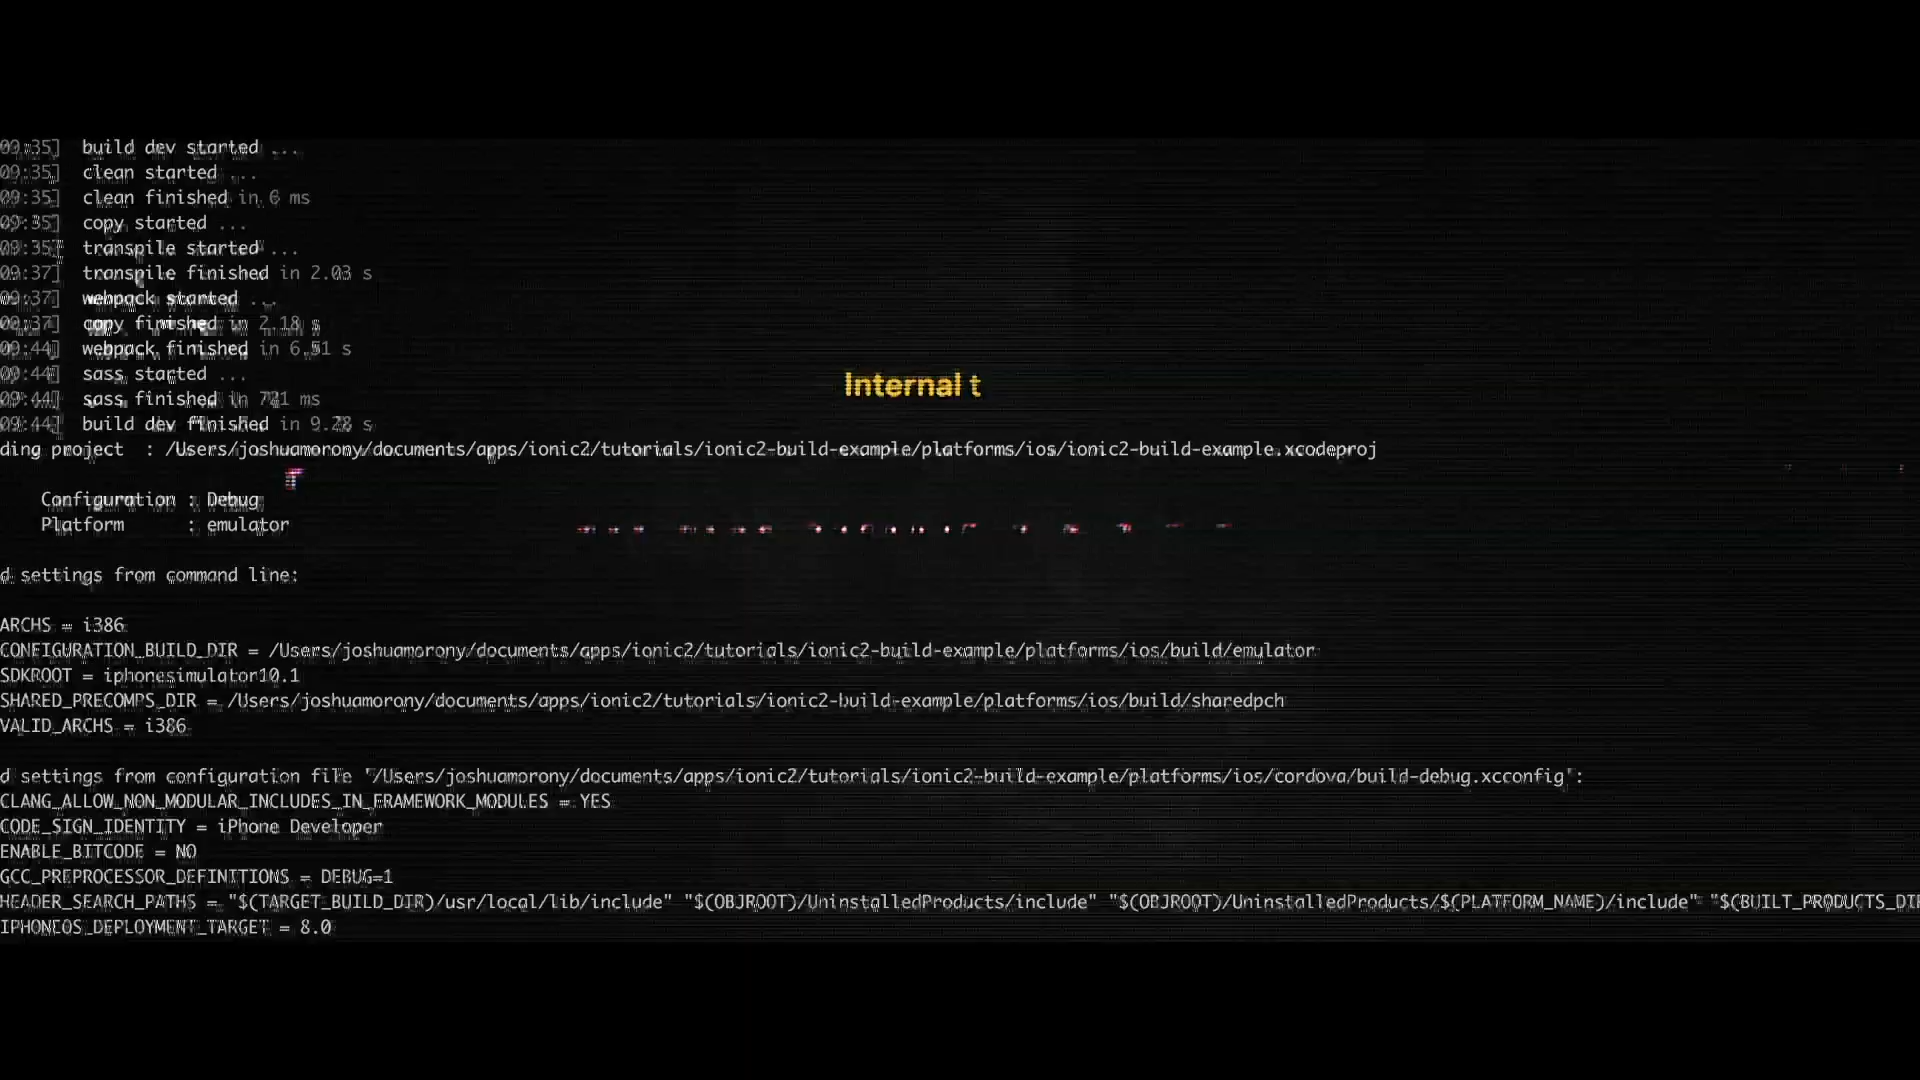 09:35] build dev started ...
09:35] clean started ...
09:35] clean finished in 6 ms
09:35] copy started ...
09:35] transpile started ...
09:37] transpile finished in 2.03 s
09:37] webpack started ...
09:37] copy finished in 2.18 s
09:44] webpack finished in 6.51 s
09:44] sass started ...
Internal t
09:44] sass finished in 721 ms
09:44] build dev finished in 9.28 s
ding project : /Users/joshuamorony/documents/apps/ionic2/tutorials/ionic2-build-example/platforms/ios/ionic2-build-example.xcodeproj
Configuration : Debug
Platform : emulator
d settings from command line:
ARCHS = i386
CONFIGURATION_BUILD_DIR = /Users/joshuamorony/documents/apps/ionic2/tutorials/ionic2-build-example/platforms/ios/build/emulator
SDKROOT = iphonesimulator10.1
SHARED_PRECOMPS_DIR = /Users/joshuamorony/documents/apps/ionic2/tutorials/ionic2-build-example/platforms/ios/build/sharedpch
VALID_ARCHS = i386
d settings from configuration file '/Users/joshuamorony/documents/apps/ionic2/tutorials/ionic2-build-example/platforms/ios/cordova/build-debug.xcconfig':
CLANG_ALLOW_NON_MODULAR_INCLUDES_IN_FRAMEWORK_MODULES = YES
CODE_SIGN_IDENTITY = iPhone Developer
ENABLE_BITCODE = NO
GCC_PREPROCESSOR_DEFINITIONS = DEBUG=1
HEADER_SEARCH_PATHS = "$(TARGET_BUILD_DIR)/usr/local/lib/include" "$(OBJROOT)/UninstalledProducts/include" "$(OBJROOT)/UninstalledProducts/$(PLATFORM_NAME)/include" "$(BUILT_PRODUCTS_DIR
IPHONEOS_DEPLOYMENT_TARGET = 8.0